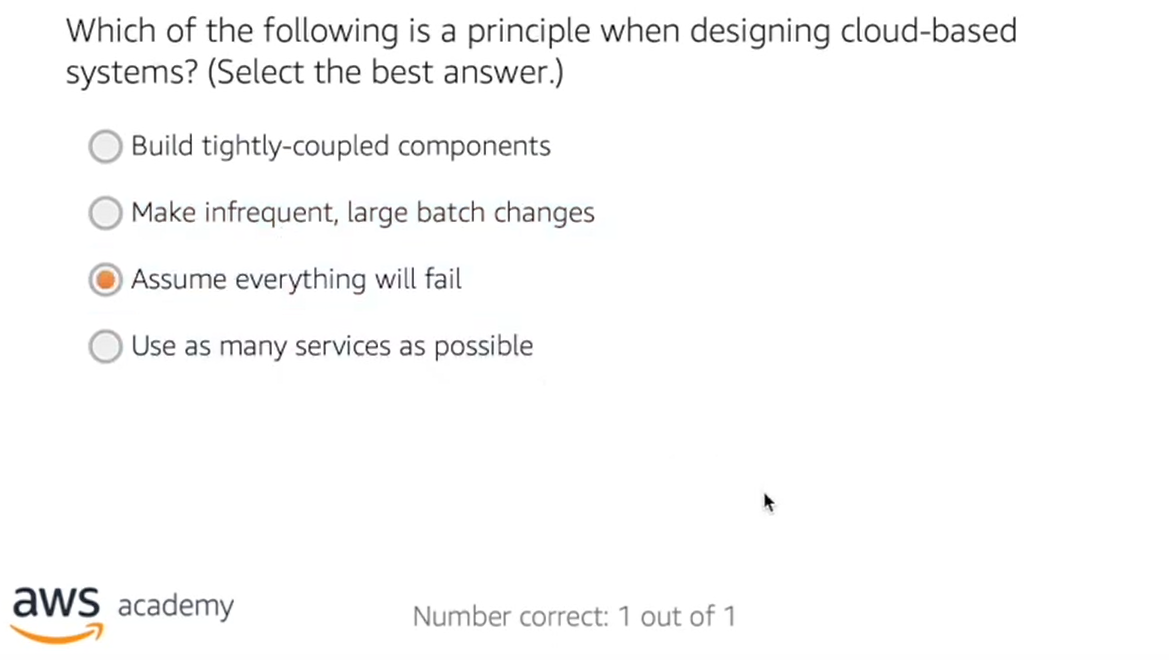 Which of the following is a principle when designing cloud-based
systems? (Select the best answer.)
Build tightly-coupled components
Make infrequent, large batch changes
Assume everything will fail
Use as many services as possible
aws academy
Number correct: 1 out of 1